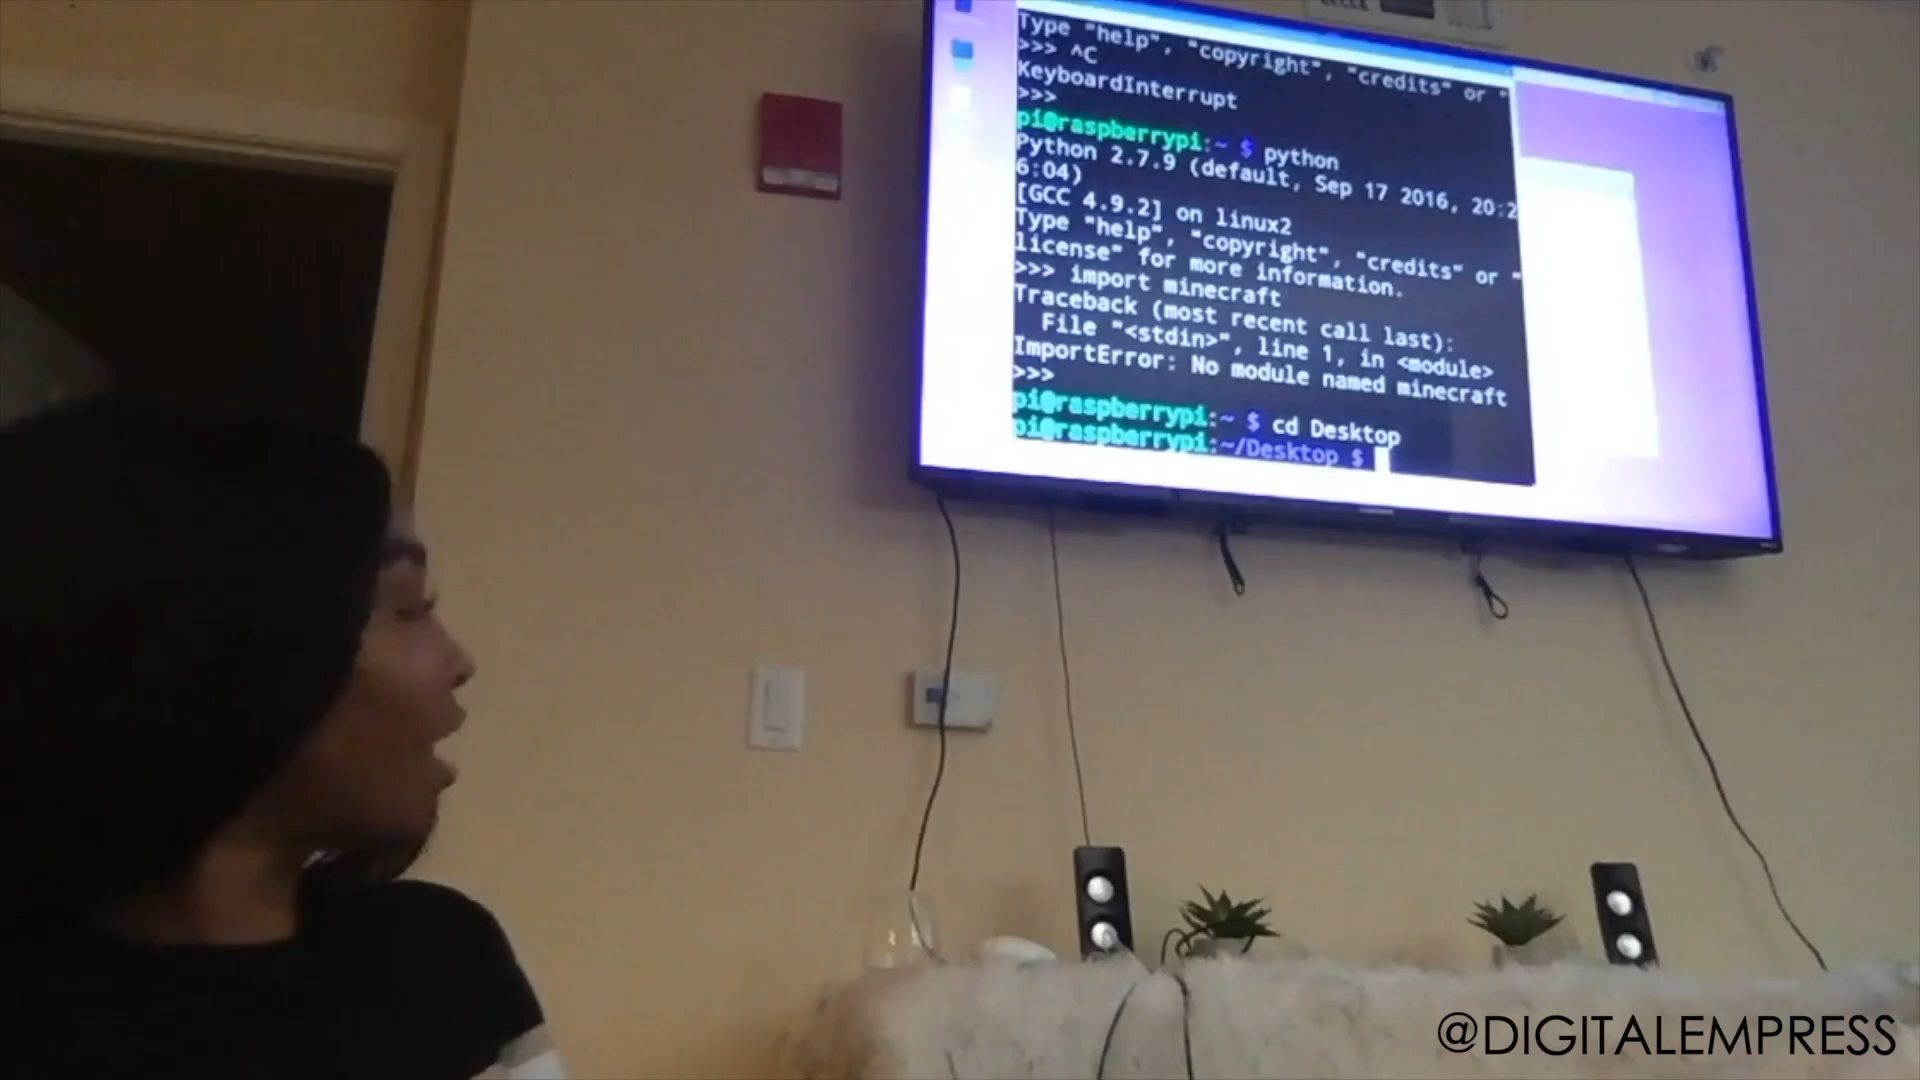 Type "help", "copyright", "credits" or "
>>> ^C
KeyboardInterrupt
>>>
pi@raspberrypi:~ $ python
Python 2.7.9 (default, Sep 17 2016, 20:2
6:04)
[GCC 4.9.2] on linux2
Type "help", "copyright", "credits" or "
license" for more information.
>>> import minecraft
Traceback (most recent call last):
File "<stdin>", line 1, in <module>
ImportError: No module named minecraft
>>>
pi@raspberrypi:~ $ cd Desktop
pi@raspberrypi:~/Desktop $
@DIGITALEMPRESS